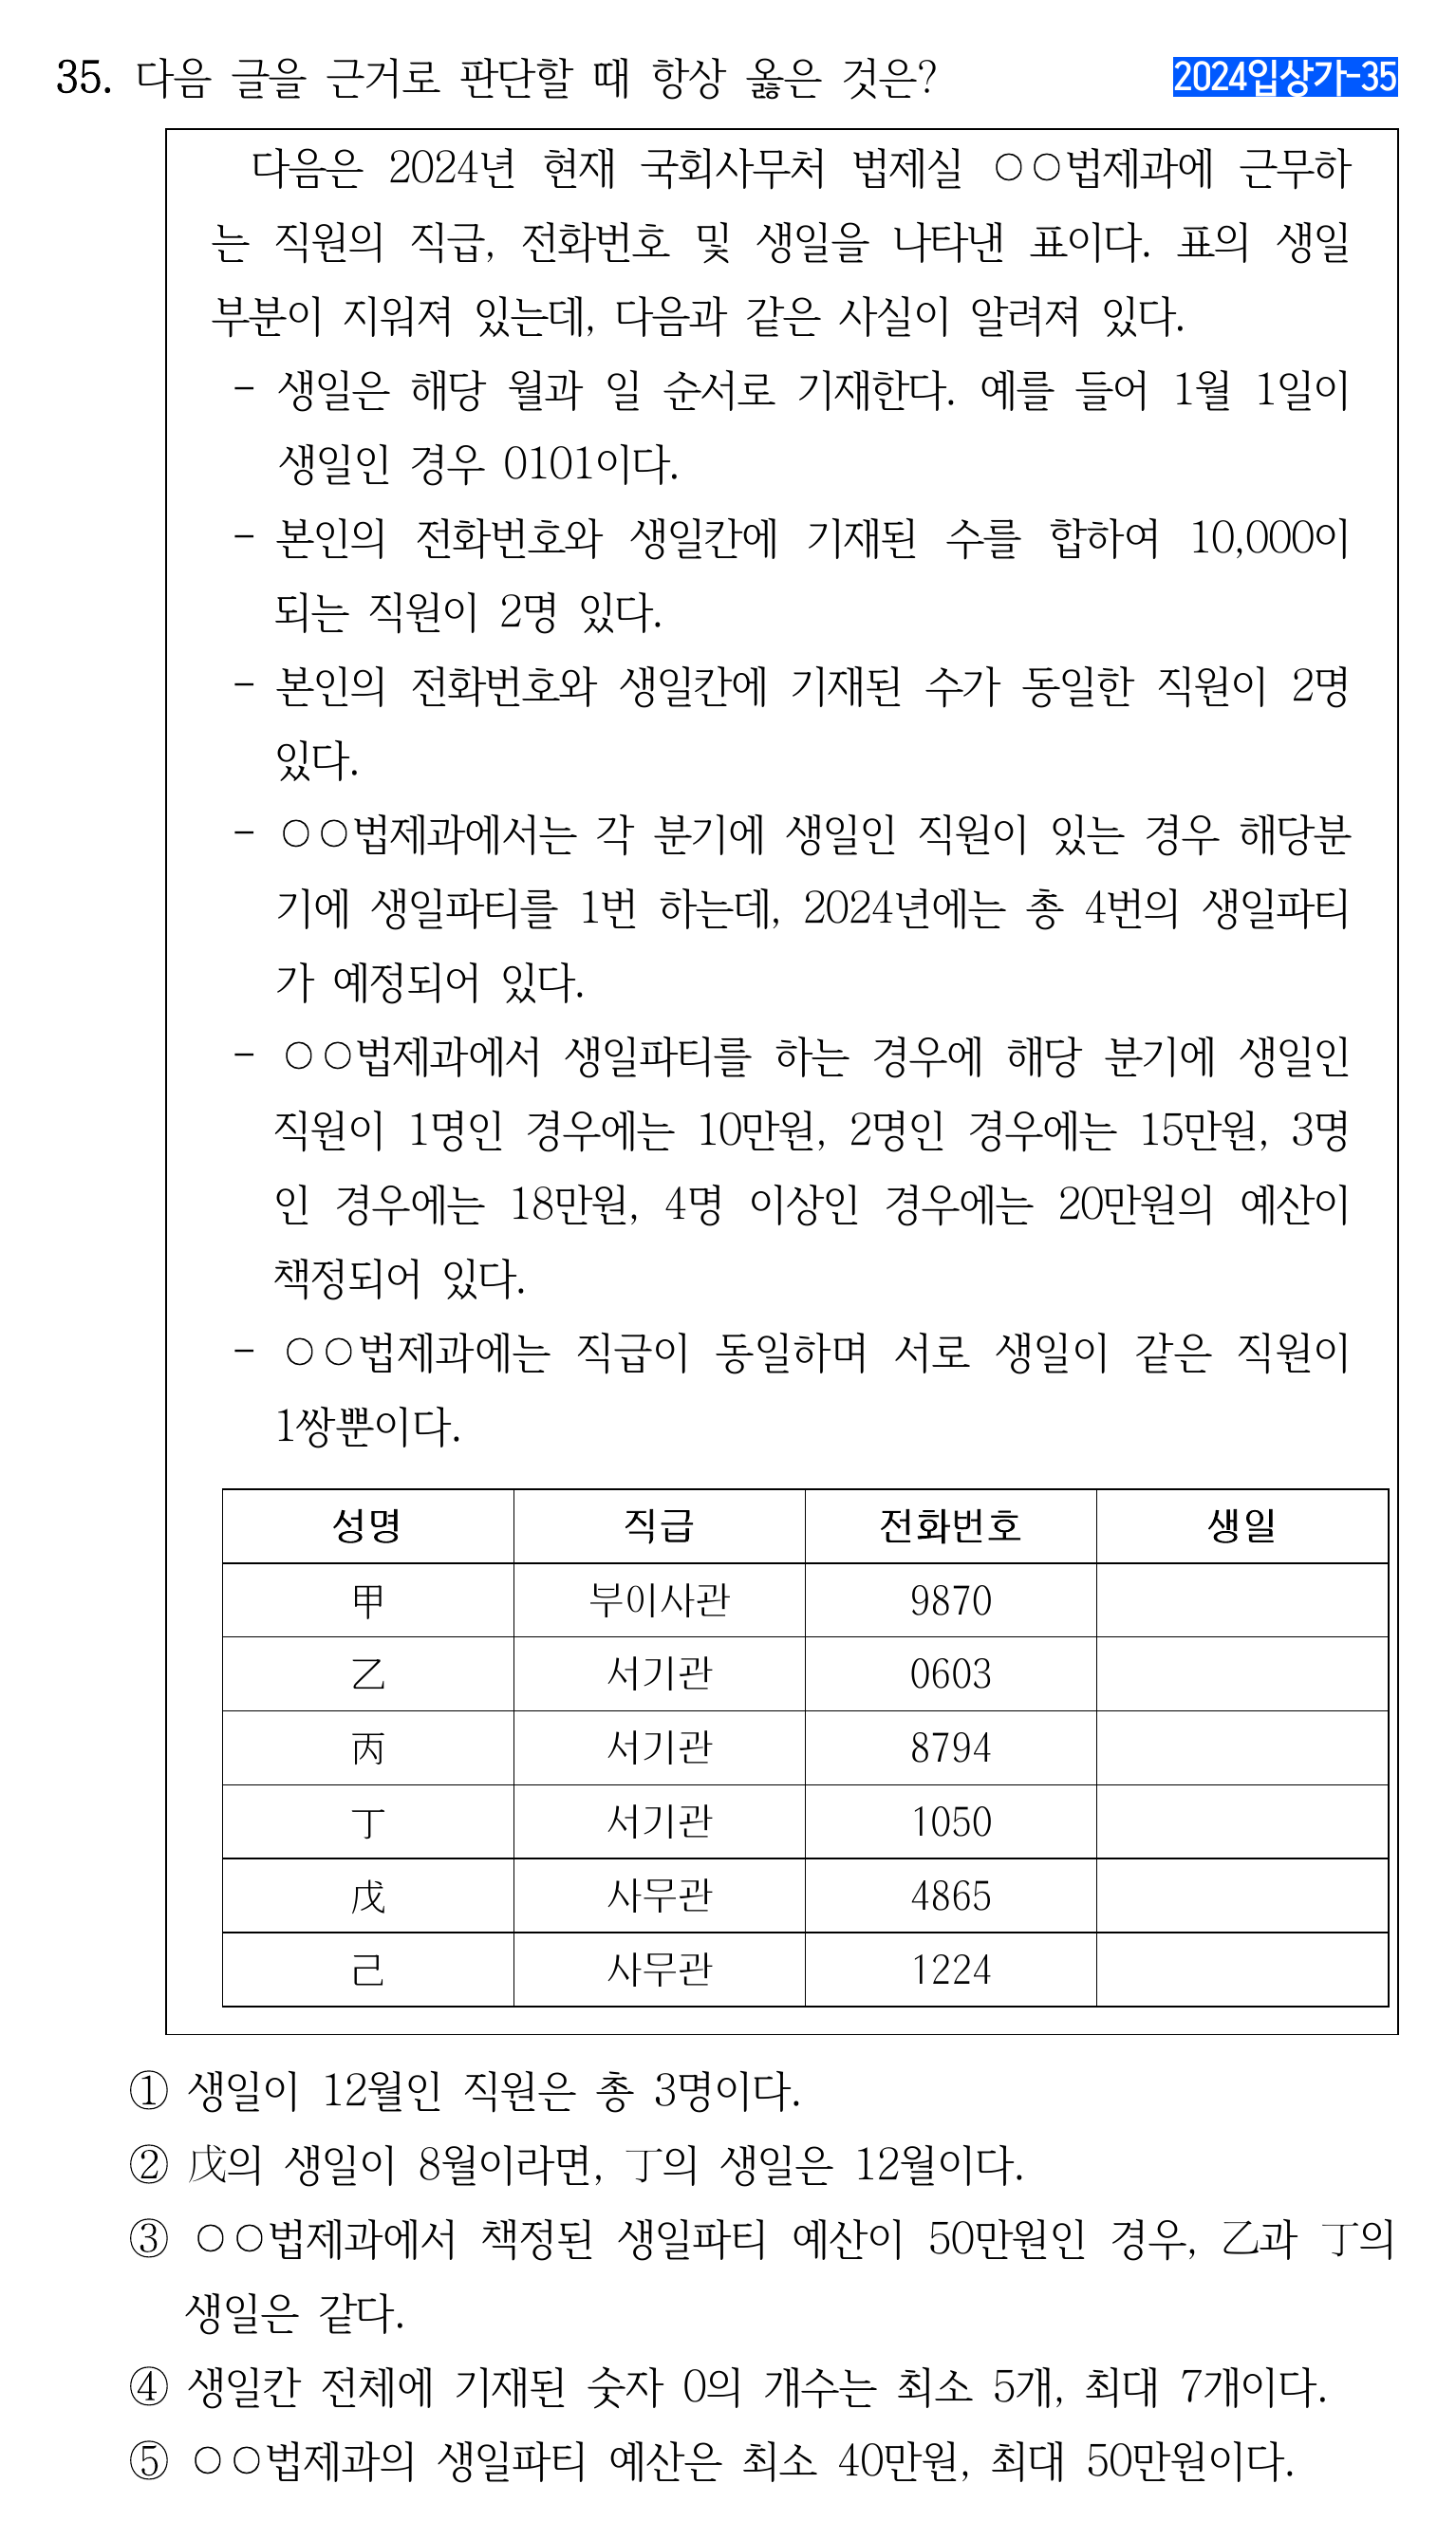 35. 다음 글을 근거로 판단할 때 항상 옳은 것은?
2024입상가-35
다음은 2024년 현재 국회사무처 법제실 ○○법제과에 근무하
는 직원의 직급, 전화번호 및 생일을 나타낸 표이다. 표의 생일
부분이 지워져 있는데, 다음과 같은 사실이 알려져 있다.
- 생일은 해당 월과 일 순서로 기재한다. 예를 들어 1월 1일이
생일인 경우 0101이다.
- 본인의 전화번호와 생일칸에 기재된 수를 합하여 10,000이
되는 직원이 2명 있다.
- 본인의 전화번호와 생일칸에 기재된 수가 동일한 직원이 2명
있다.
- ○○법제과에서는 각 분기에 생일인 직원이 있는 경우 해당분
기에 생일파티를 1번 하는데, 2024년에는 총 4번의 생일파티
가 예정되어 있다.
- ○○법제과에서 생일파티를 하는 경우에 해당 분기에 생일인
직원이 1명인 경우에는 10만원, 2명인 경우에는 15만원, 3명
인 경우에는 18만원, 4명 이상인 경우에는 20만원의 예산이
책정되어 있다.
- ○○법제과에는 직급이 동일하며 서로 생일이 같은 직원이
1쌍뿐이다.
성명 직급 전화번호 생일
甲 부이사관 9870
乙 서기관 0603
丙 서기관 8794
丁 서기관 1050
戊 사무관 4865
己 사무관 1224
① 생일이 12월인 직원은 총 3명이다.
② 戊의 생일이 8월이라면, 丁의 생일은 12월이다.
③ ○○법제과에서 책정된 생일파티 예산이 50만원인 경우, 乙과 丁의
생일은 같다.
④ 생일칸 전체에 기재된 숫자 0의 개수는 최소 5개, 최대 7개이다.
⑤ ○○법제과의 생일파티 예산은 최소 40만원, 최대 50만원이다.